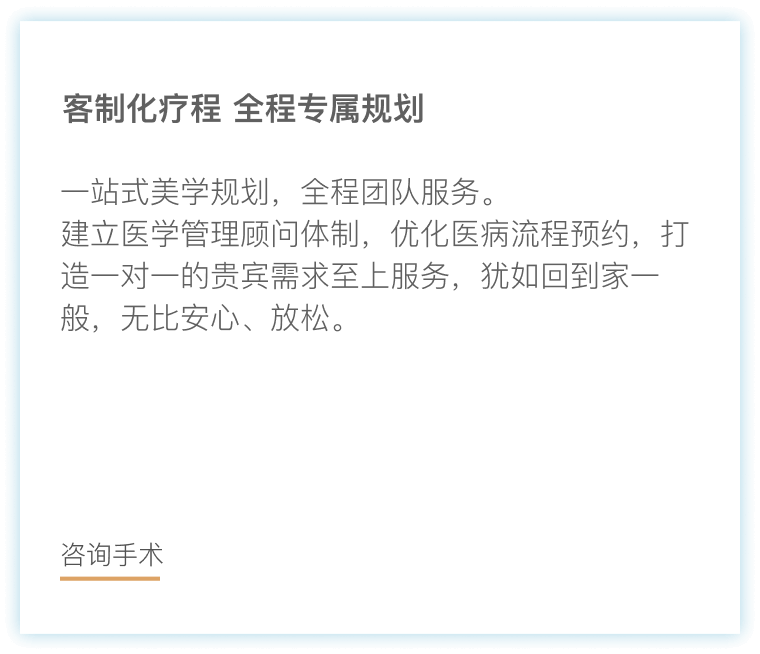 客制化疗程 全程专属规划
一站式美学规划，全程团队服务。
建立医学管理顾问体制，优化医病流程预约，打
造一对一的贵宾需求至上服务，犹如回到家一
般，无比安心、放松。
咨询手术